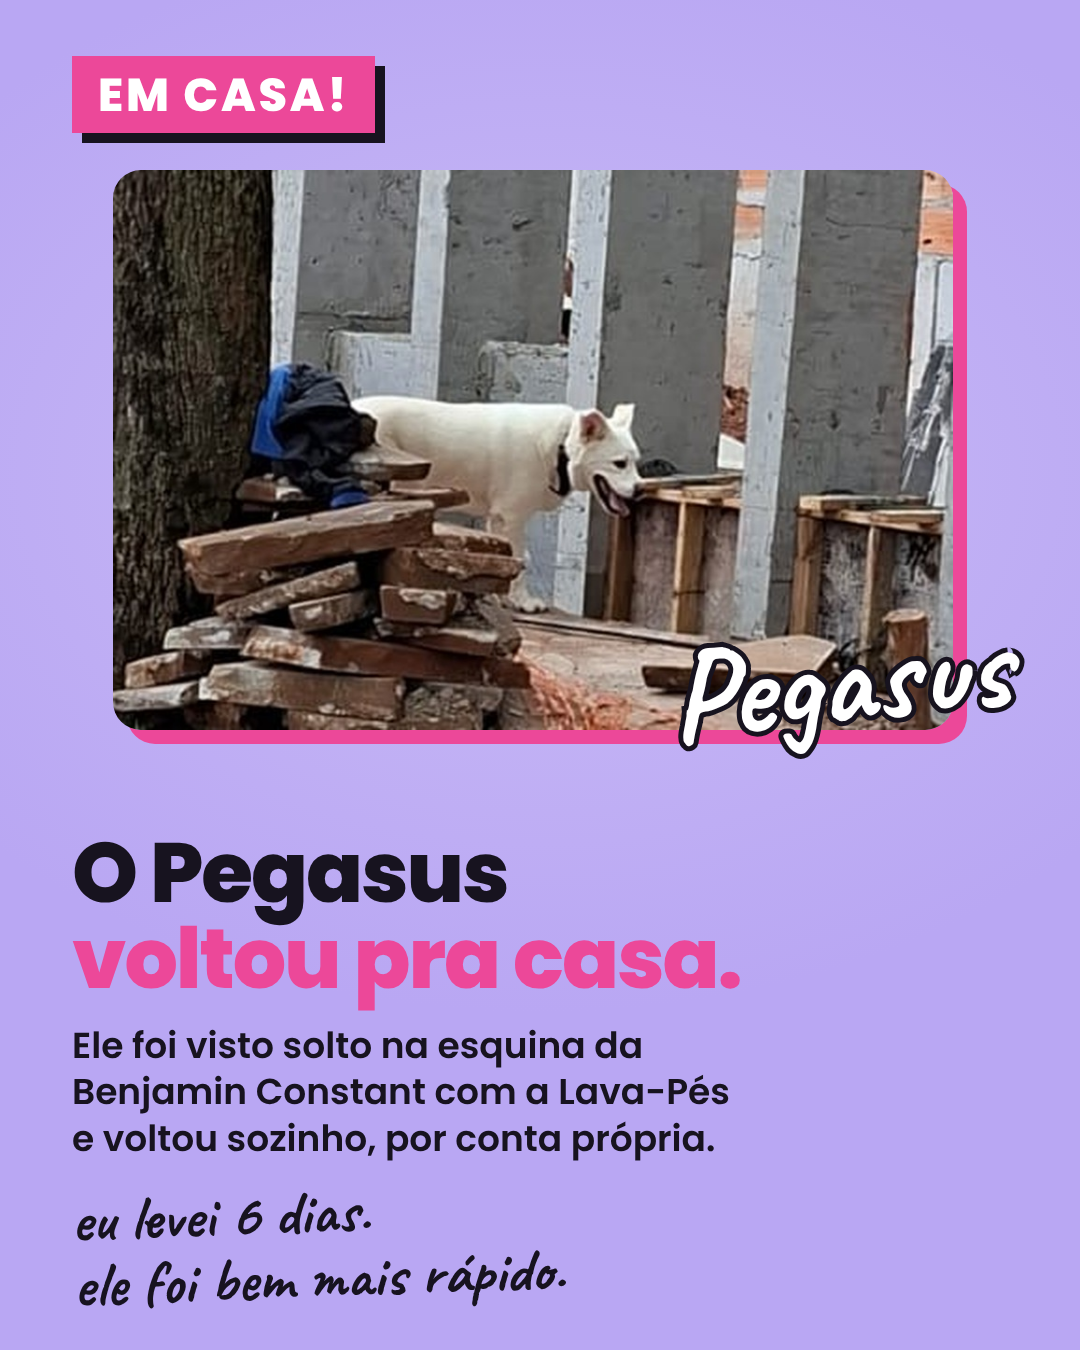 EM CASA!
Pegasus
O Pegasus
voltou pra casa.
Ele foi visto solto na esquina da
Benjamin Constant com a Lava-Pés
e voltou sozinho, por conta própria.
eu levei 6 dias.
ele foi bem mais rápido.